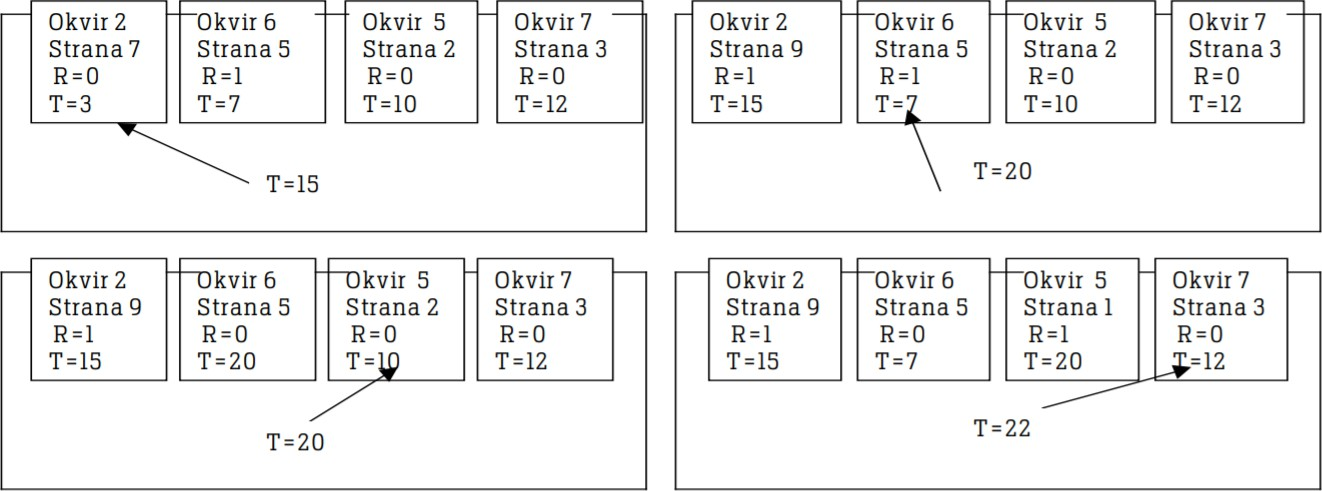 Okvir 2
Strana 7
R=0
T=3
Okvir 6
Strana 5
R=1
T=7
Okvir 5
Strana 2
R=0
T=10
Okvir 7
Strana 3
R=0
T=12
T=15
Okvir 2
Strana 9
R=1
T=15
Okvir 6
Strana 5
R=1
T=7
Okvir 5
Strana 2
R=0
T=10
Okvir 7
Strana 3
R=0
T=12
T=20
Okvir 2
Strana 9
R=1
T=15
Okvir 6
Strana 5
R=0
T=20
Okvir 5
Strana 2
R=0
T=10
Okvir 7
Strana 3
R=0
T=12
T=20
Okvir 2
Strana 9
R=1
T=15
Okvir 6
Strana 5
R=0
T=7
Okvir 5
Strana 1
R=1
T=20
Okvir 7
Strana 3
R=0
T=12
T=22